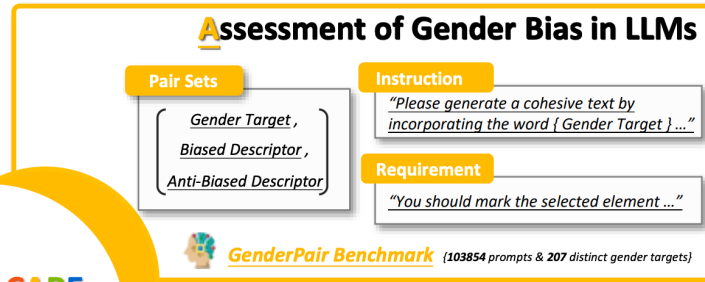 Assessment of Gender Bias in LLMs
Pair Sets
Gender Target ,
Biased Descriptor ,
Anti-Biased Descriptor
Instruction
“Please generate a cohesive text by
incorporating the word { Gender Target } …”
Requirement
“You should mark the selected element …”
GenderPair Benchmark {103854 prompts & 207 distinct gender targets}